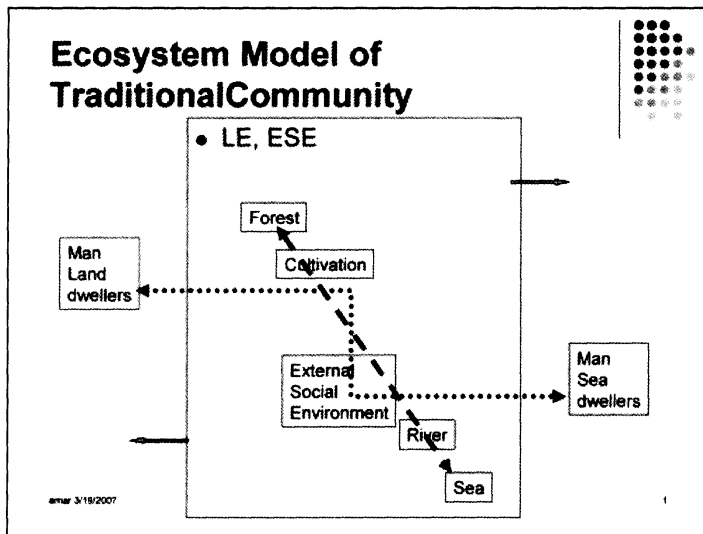 Ecosystem Model of
TraditionalCommunity
• LE, ESE
Forest
Cultivation
Man
Land
dwellers
External
Social
Environment
Man
Sea
dwellers
River
Sea
amar 3/19/2007
1